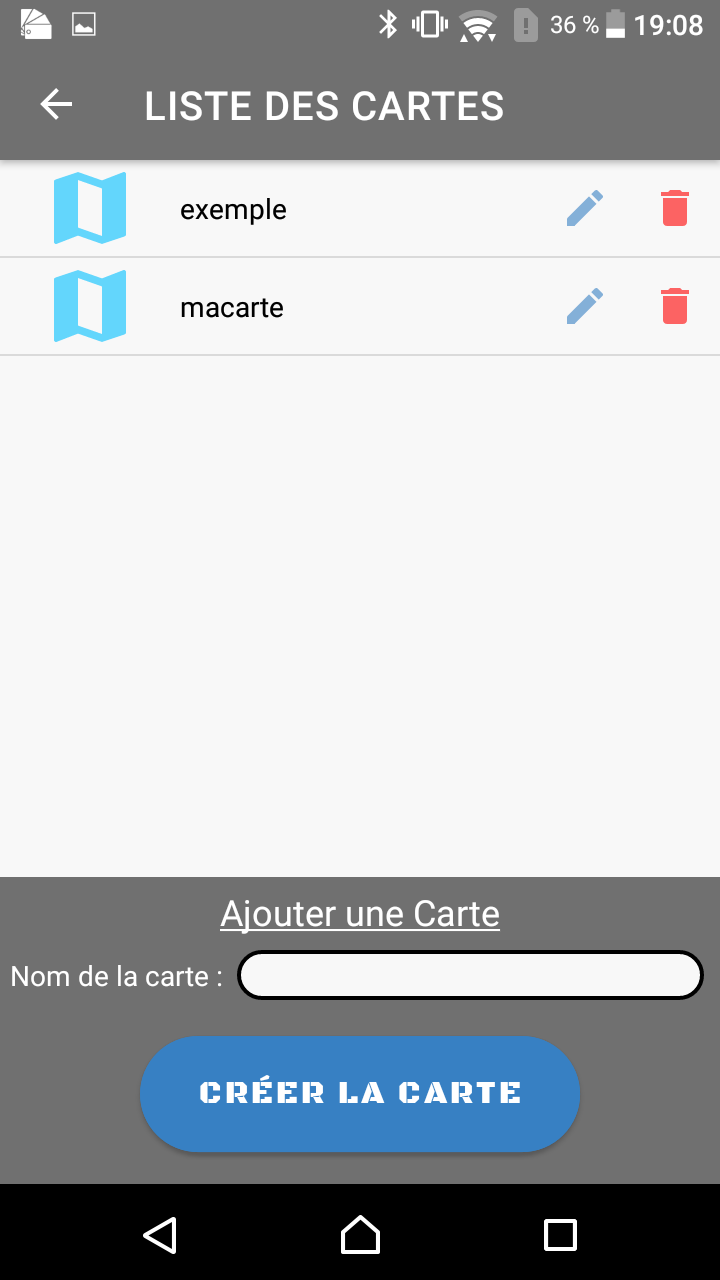 36 % 19:08
LISTE DES CARTES
exemple
macarte
Ajouter une Carte
Nom de la carte :
CRÉER LA CARTE